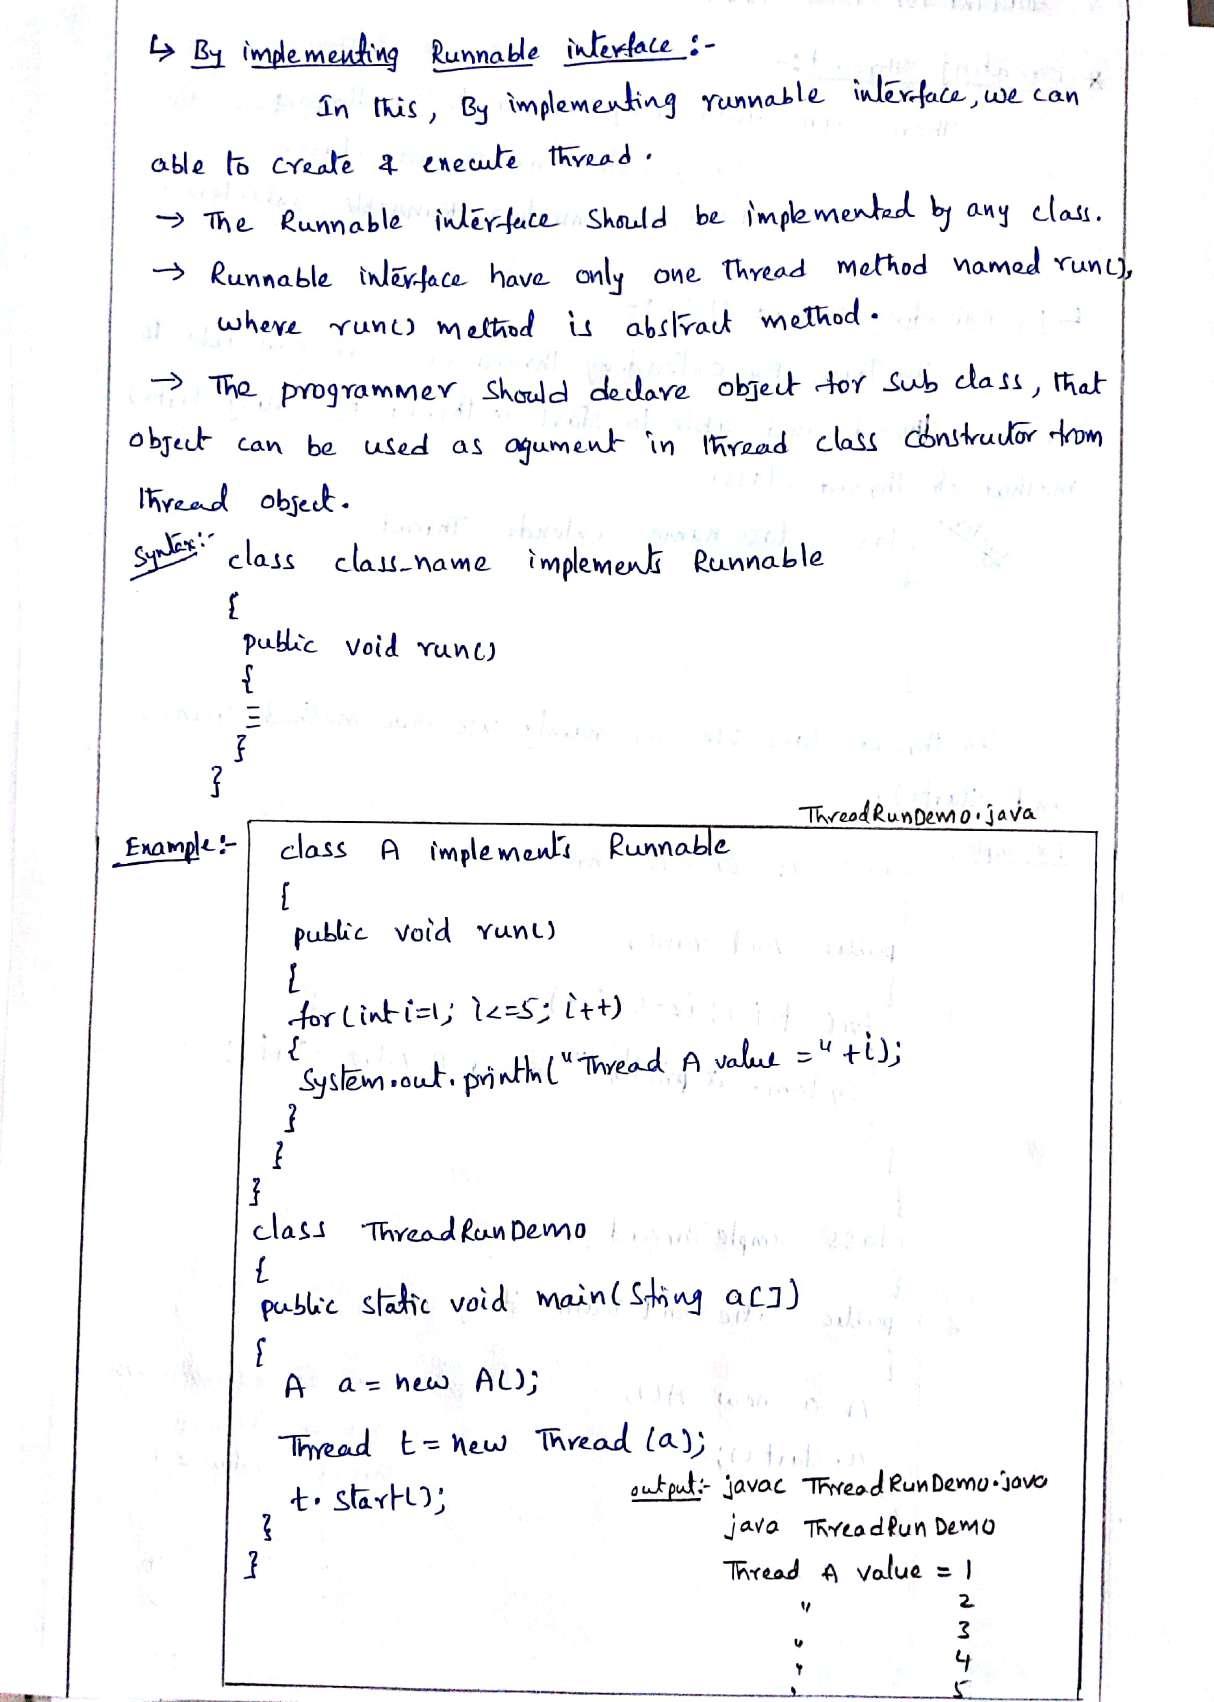 ↳ By implementing Runnable interface :-
In this, By implementing runnable interface, we can
able to create & execute thread.
→ The Runnable interface should be implemented by any class.
→ Runnable interface have only one Thread method named run(),
where run() method is abstract method.
→ The programmer should declare object for sub class, that
object can be used as agument in thread class constructor from
thread object.
Syntax:- class class_name implements Runnable
{
public void run()
{
≡
}
}
ThreadRunDemo.java
Example:- class A implements Runnable
{
public void run()
{
for(int i=1; i<=5; i++)
{
System.out.println("Thread A value ="+i);
}
}
}
class ThreadRunDemo
{
public static void main(String a[])
{
A a = new A();
Thread t = new Thread (a);
t. start();
}
}
output:- javac ThreadRunDemo.java
java ThreadRunDemo
Thread A value = 1
" 2
" 3
" 4
" 5